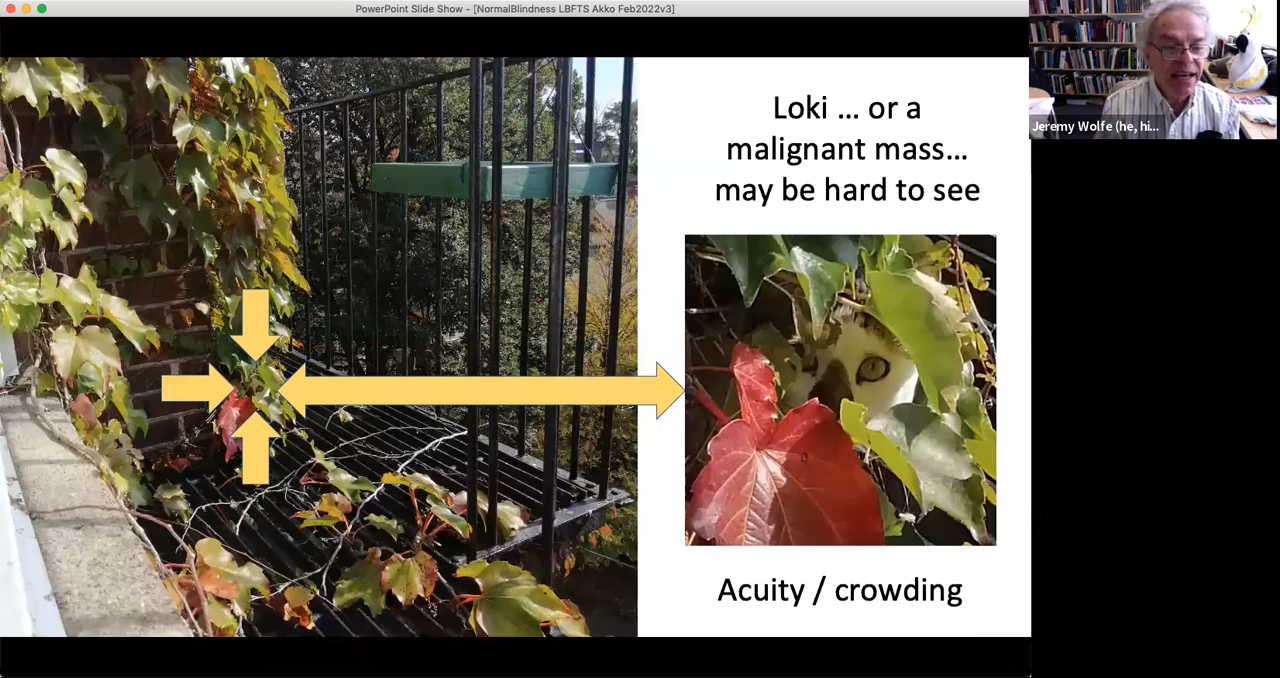 PowerPoint Slide Show - [NormalBlindness LBFTS Akko Feb2022v3]
Loki ... or a
malignant mass...
may be hard to see
Acuity / crowding
Jeremy Wolfe (he, hi...